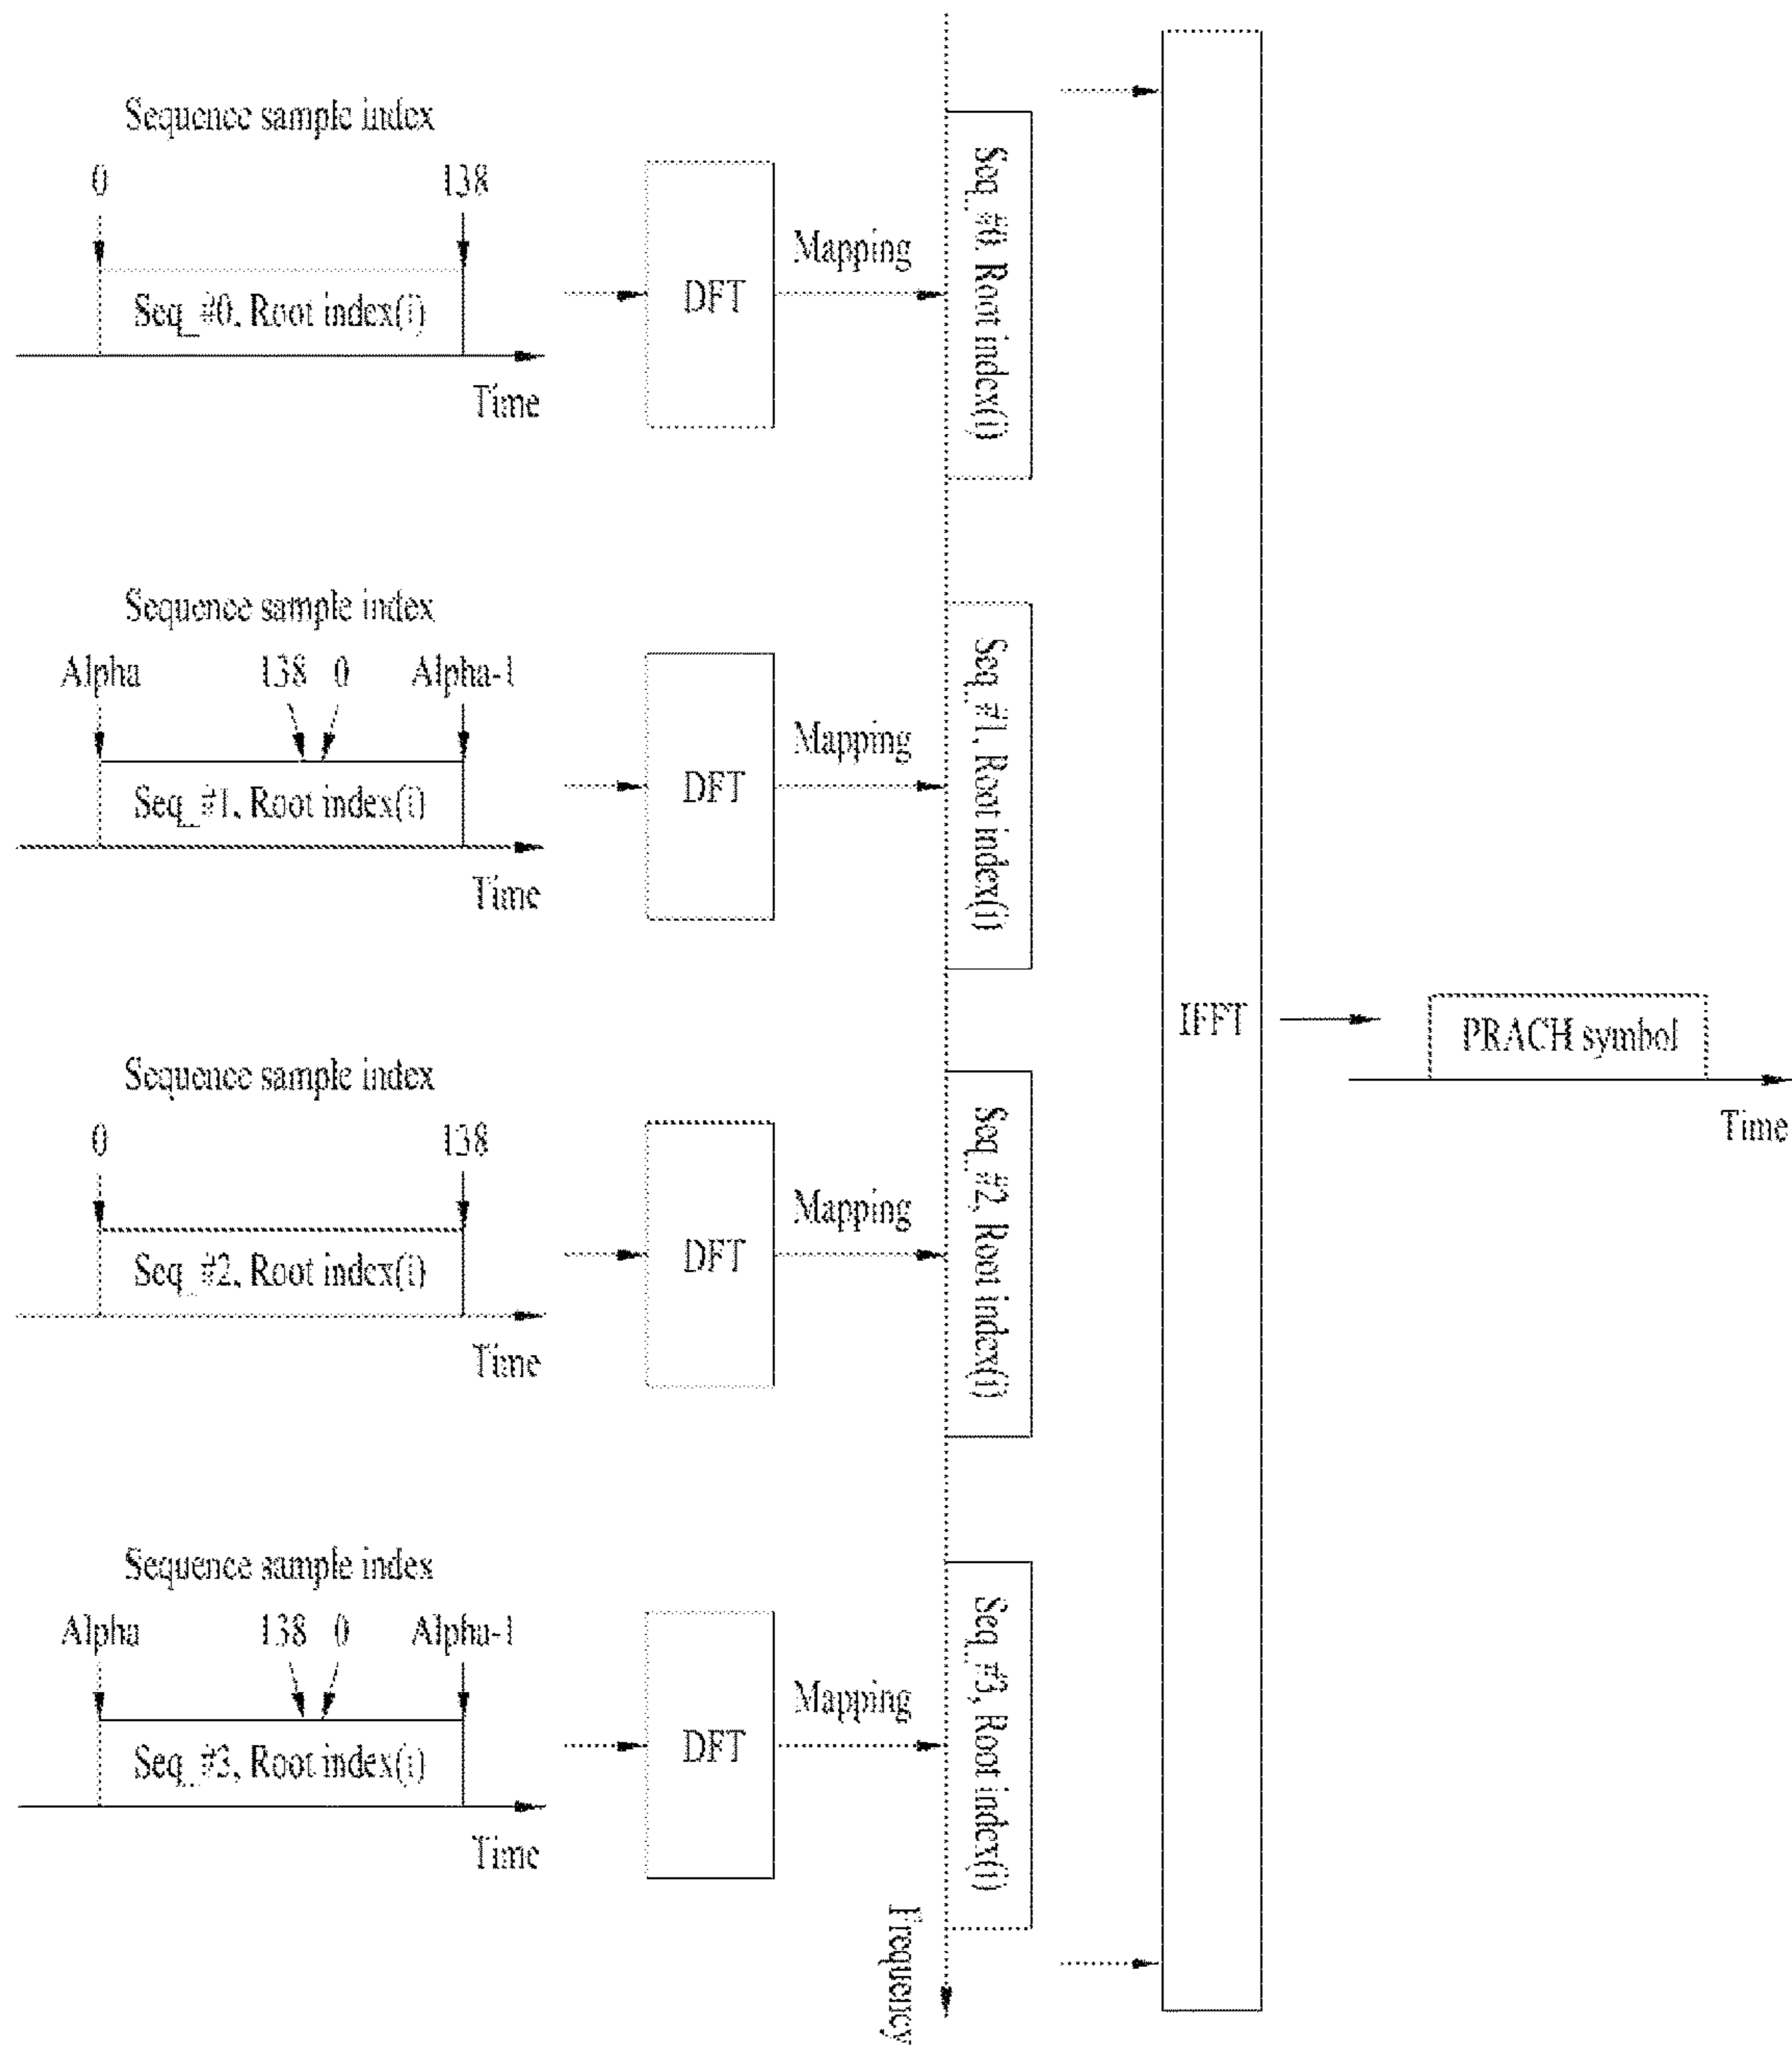 Sequence sample index
0 138
Seq_#0, Root index(i)
Time
DFT
Mapping
Seq_#0, Root index(i)
Sequence sample index
Alpha 138 0 Alpha-1
Seq_#1, Root index(i)
Time
DFT
Mapping
Seq_#1, Root index(i)
Sequence sample index
0 138
Seq_#2, Root index(i)
Time
DFT
Mapping
Seq_#2, Root index(i)
Sequence sample index
Alpha 138 0 Alpha-1
Seq_#3, Root index(i)
Time
DFT
Mapping
Seq_#3, Root index(i)
Frequency
IFFT
PRACH symbol
Time